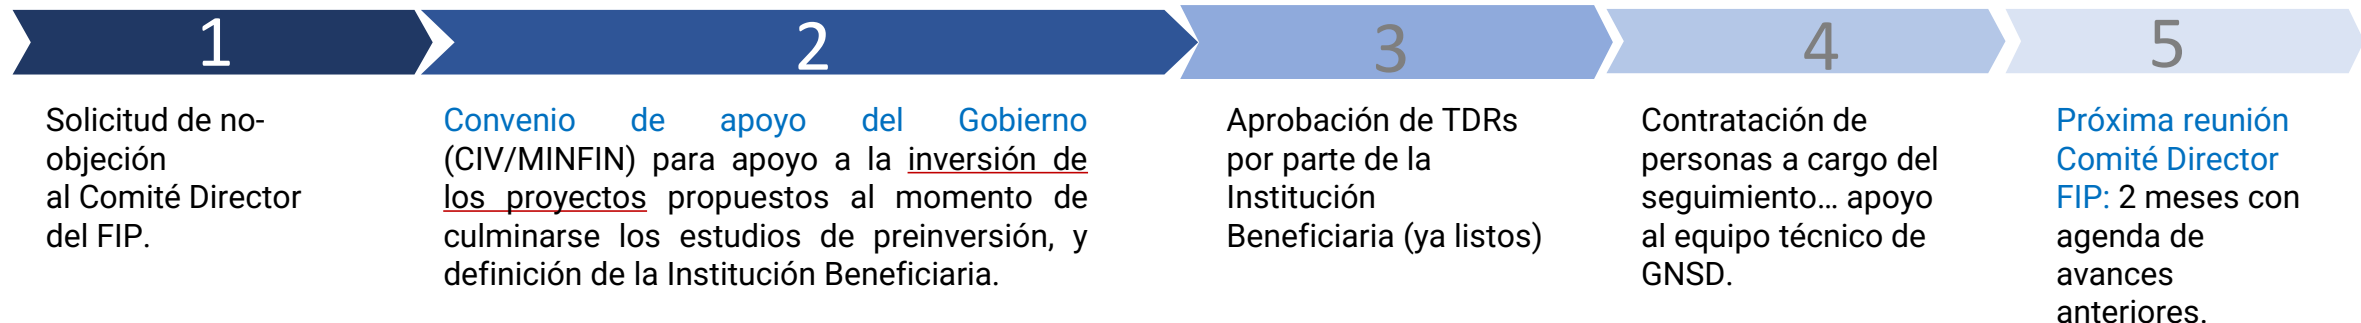 1
2
3
4
5
Solicitud de no-
objeción
al Comité Director
del FIP.
Convenio de apoyo del Gobierno
(CIV/MINFIN) para apoyo a la inversión de
los proyectos propuestos al momento de
culminarse los estudios de preinversión, y
definición de la Institución Beneficiaria.
Aprobación de TDRs
por parte de la
Institución
Beneficiaria (ya listos)
Contratación de
personas a cargo del
seguimiento... apoyo
al equipo técnico de
GNSD.
Próxima reunión
Comité Director
FIP: 2 meses con
agenda de
avances
anteriores.